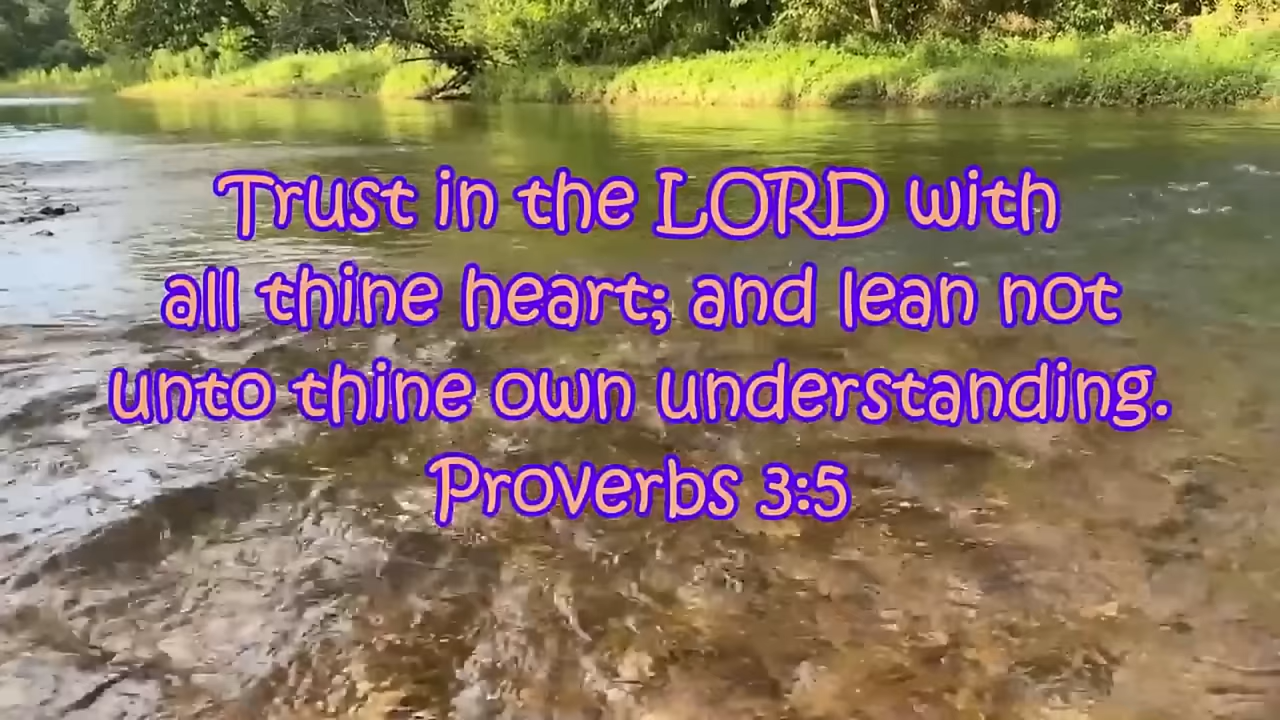 Trust in the LORD with
all thine heart; and lean not
unto thine own understanding.
Proverbs 3:5